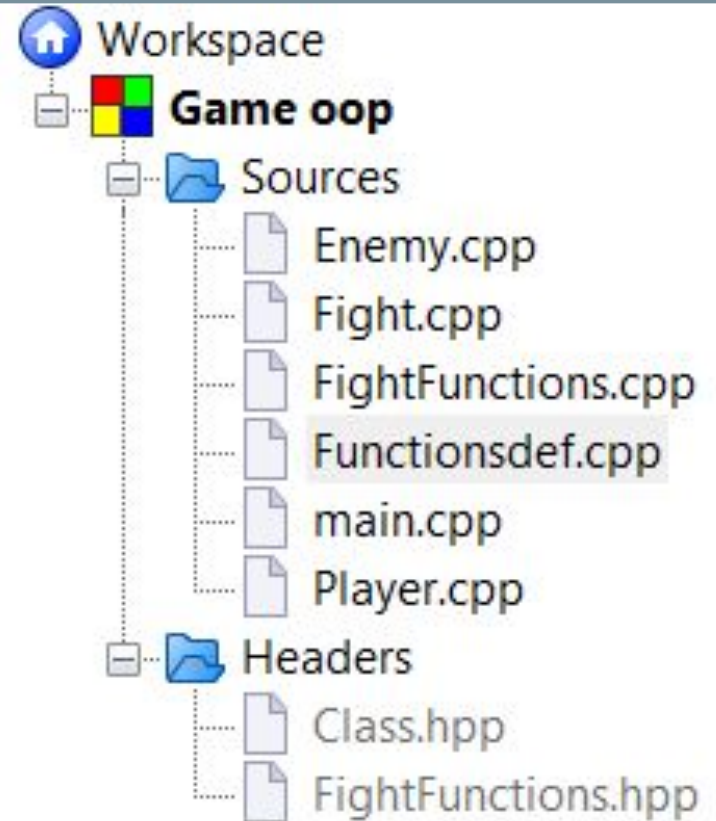 Workspace
Game oop
Sources
Enemy.cpp
Fight.cpp
FightFunctions.cpp
Functionsdef.cpp
main.cpp
Player.cpp
Headers
Class.hpp
FightFunctions.hpp